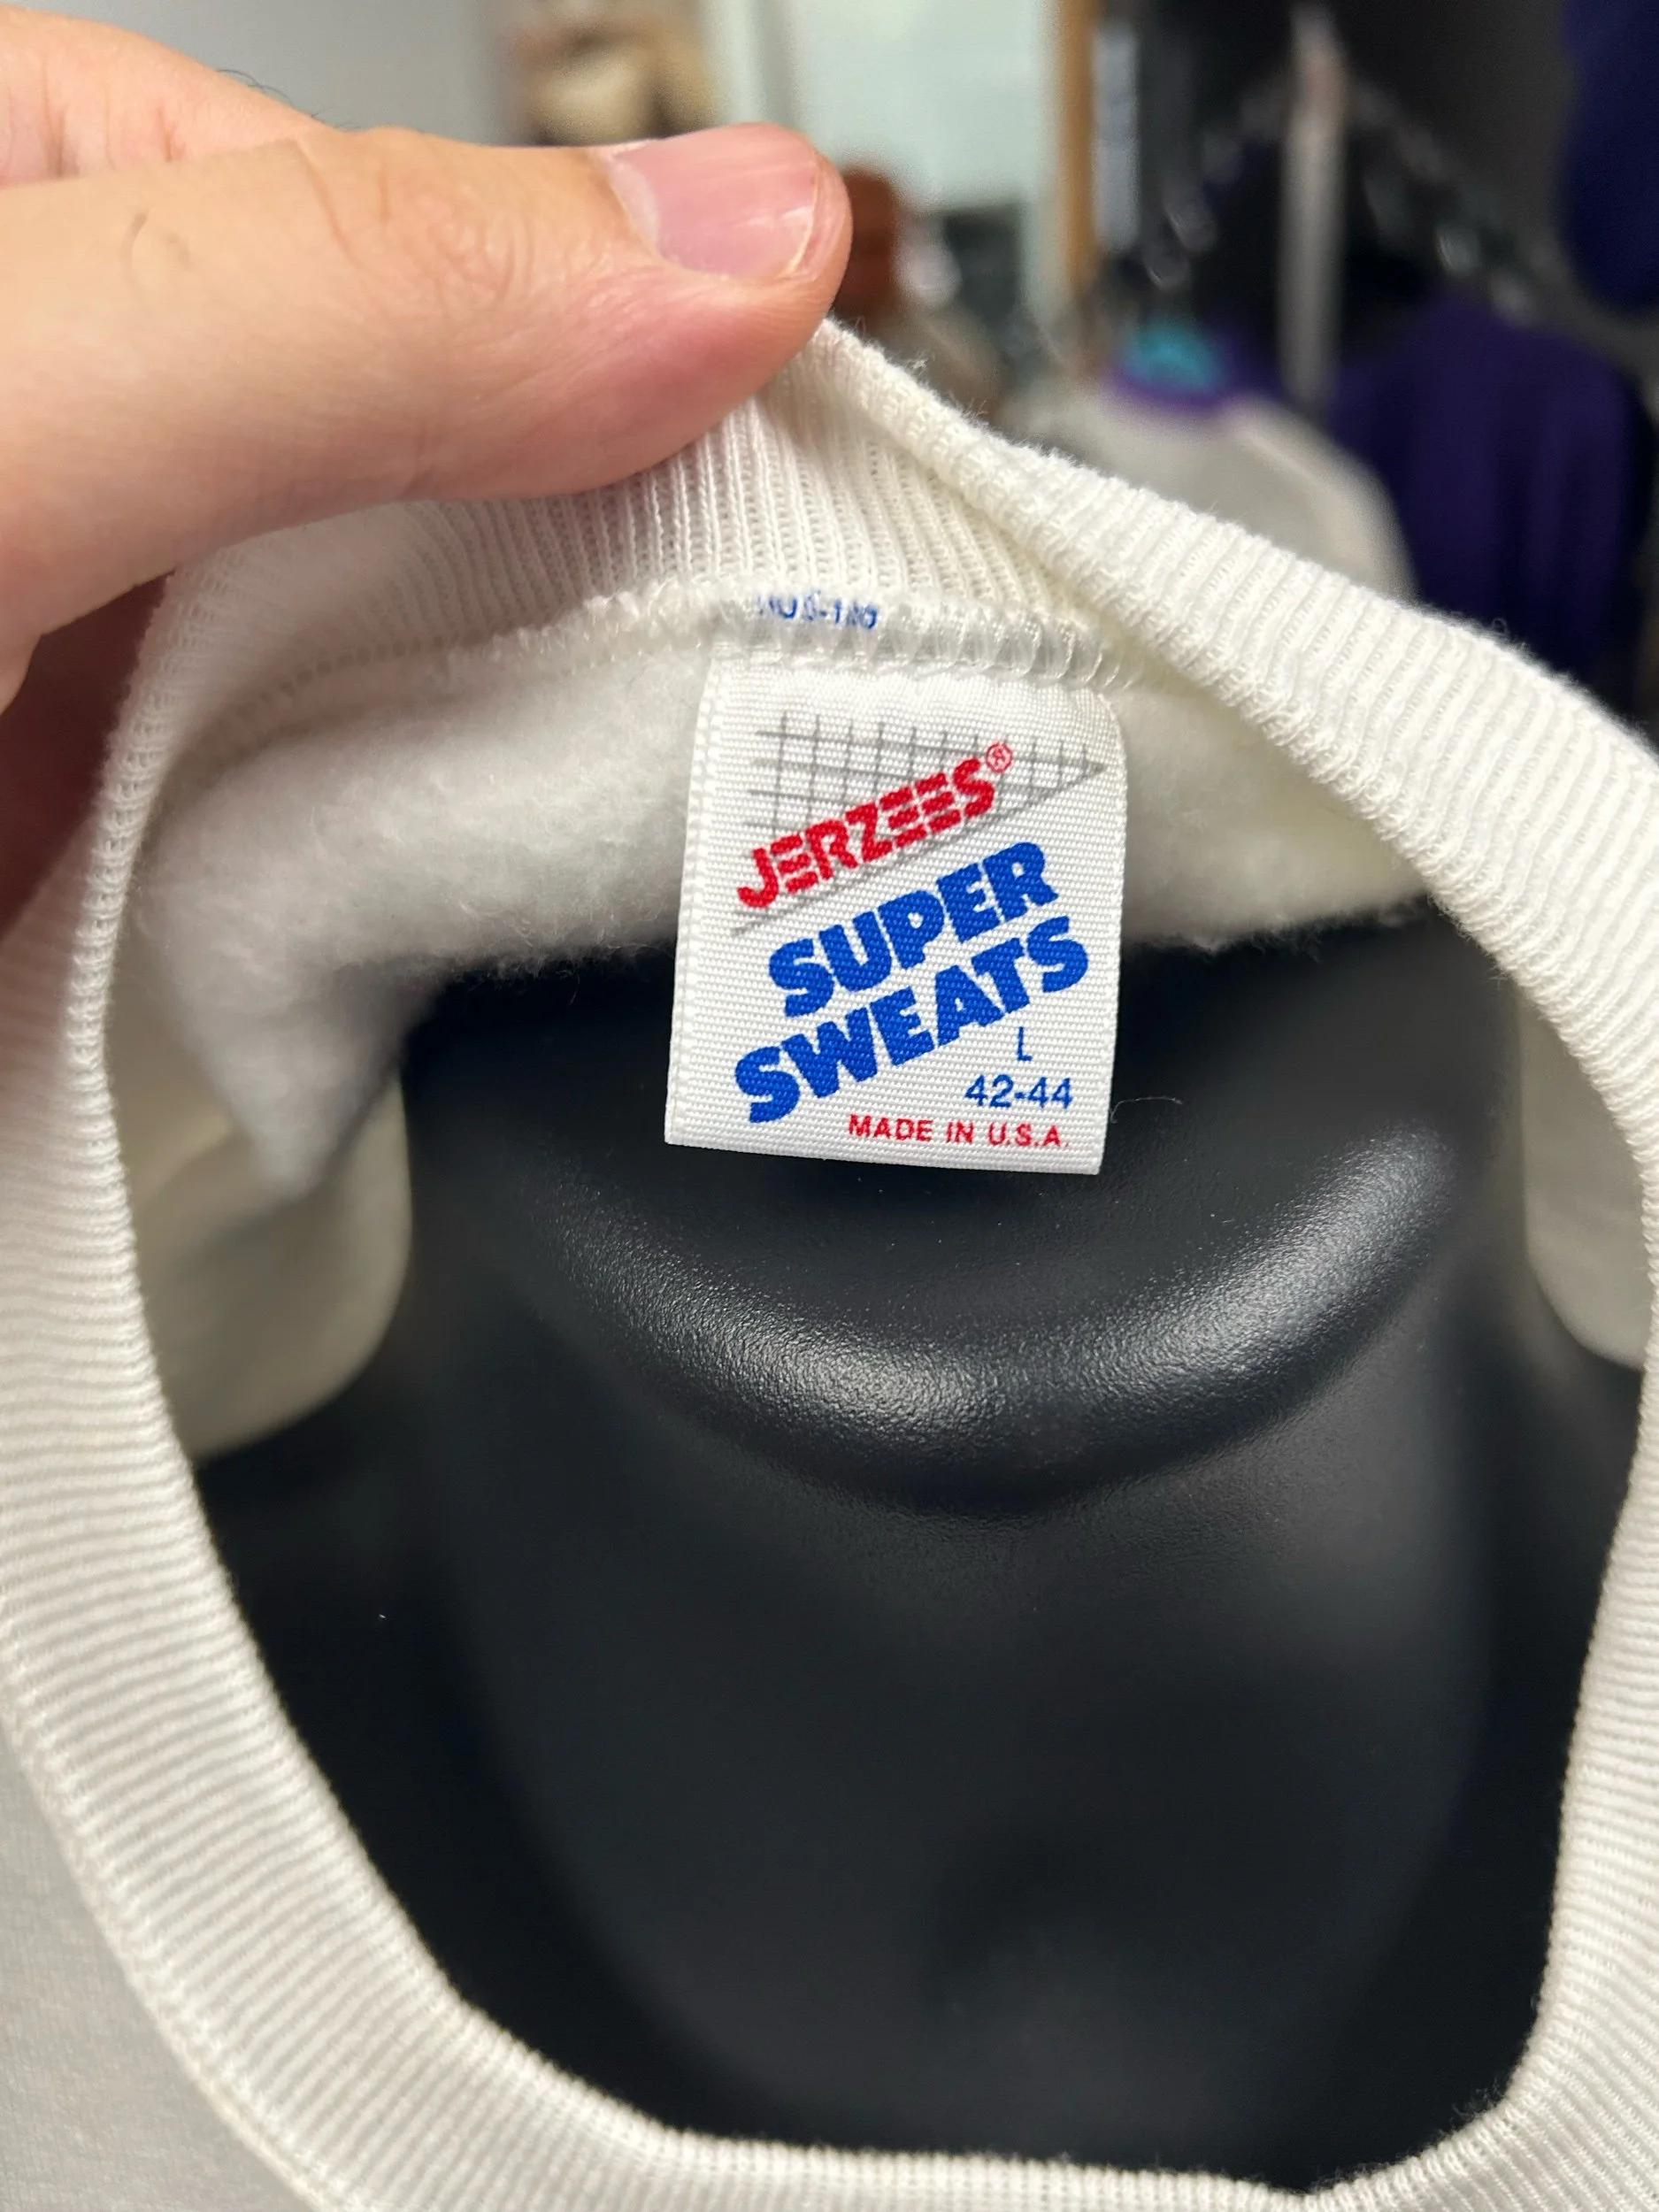 JERZEES®
SUPER
SWEATS
L
42-44
MADE IN U.S.A.